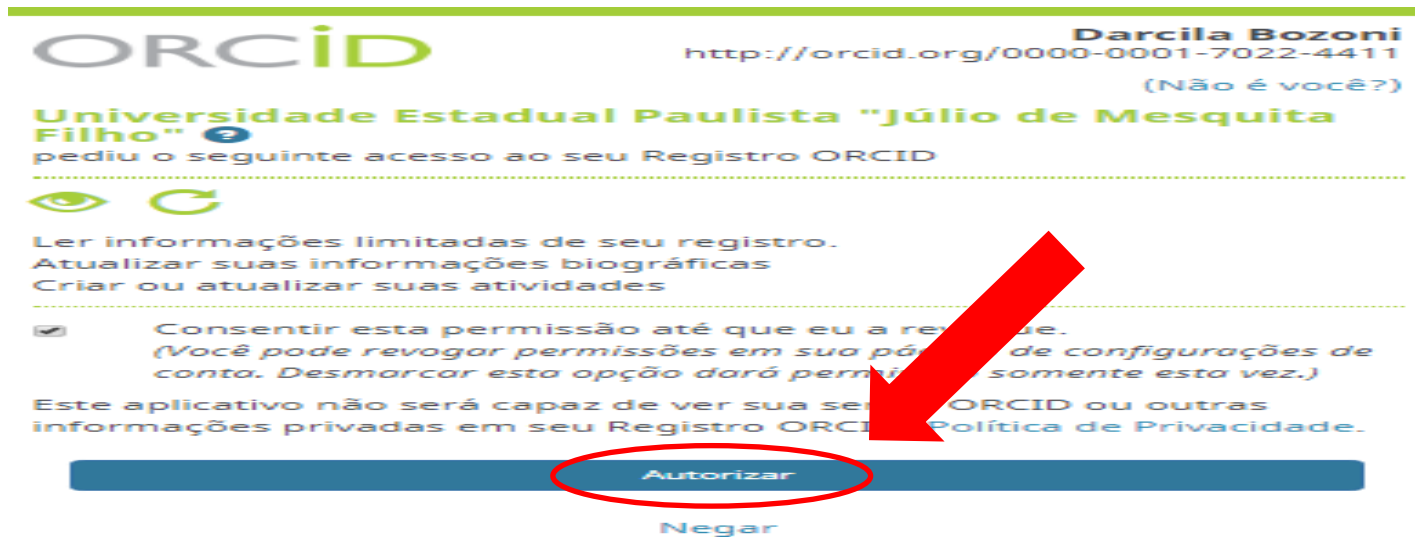 ORCiD
Darcila Bozoni
http://orcid.org/0000-0001-7022-4411
(Não é você?)
Universidade Estadual Paulista "Júlio de Mesquita
Filho" ?
pediu o seguinte acesso ao seu Registro ORCID
Ler informações limitadas de seu registro.
Atualizar suas informações biográficas
Criar ou atualizar suas atividades
Consentir esta permissão até que eu a
(Você pode revogar permissões em sua de configurações de
conta. Desmarcar esta opção dará somente esta vez.)
Este aplicativo não será capaz de ver sua ORCID ou outras
informações privadas em seu Registro Política de Privacidade.
Autorizar
Negar